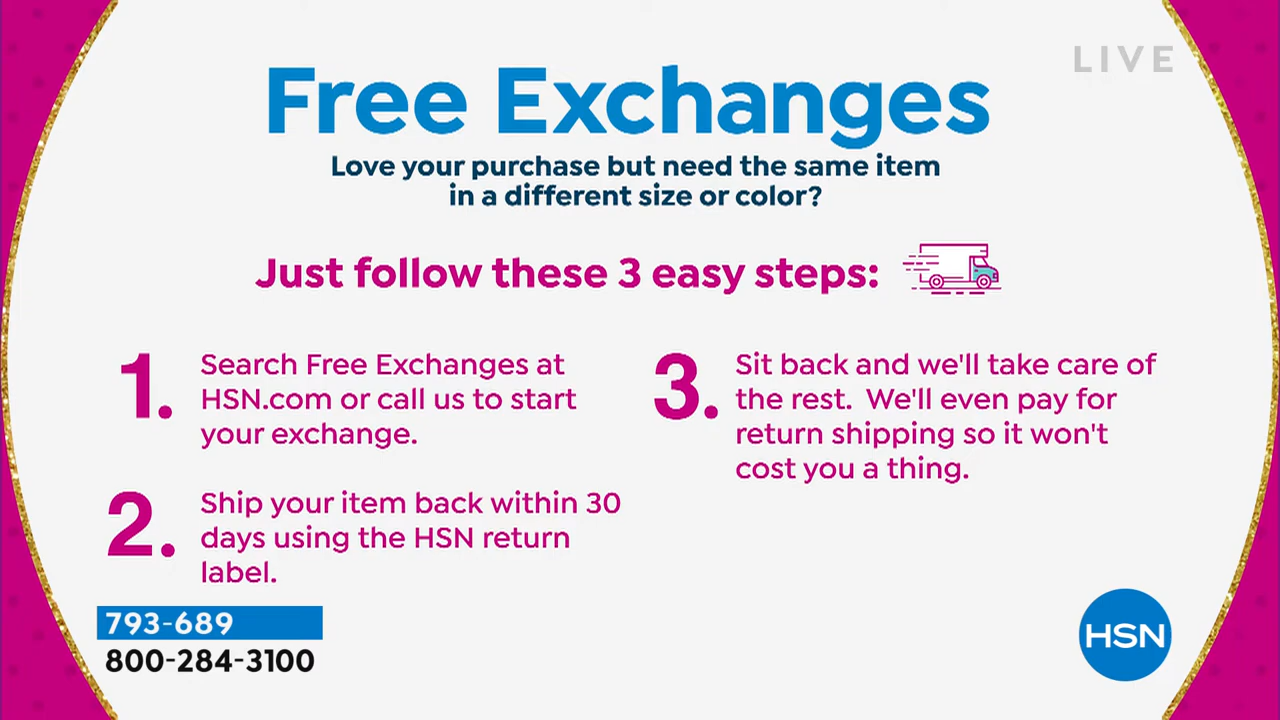 LIVE
Free Exchanges
Love your purchase but need the same item
in a different size or color?
Just follow these 3 easy steps:
1. Search Free Exchanges at
HSN.com or call us to start
your exchange.
2. Ship your item back within 30
days using the HSN return
label.
3. Sit back and we'll take care of
the rest. We'll even pay for
return shipping so it won't
cost you a thing.
793-689
800-284-3100
HSN